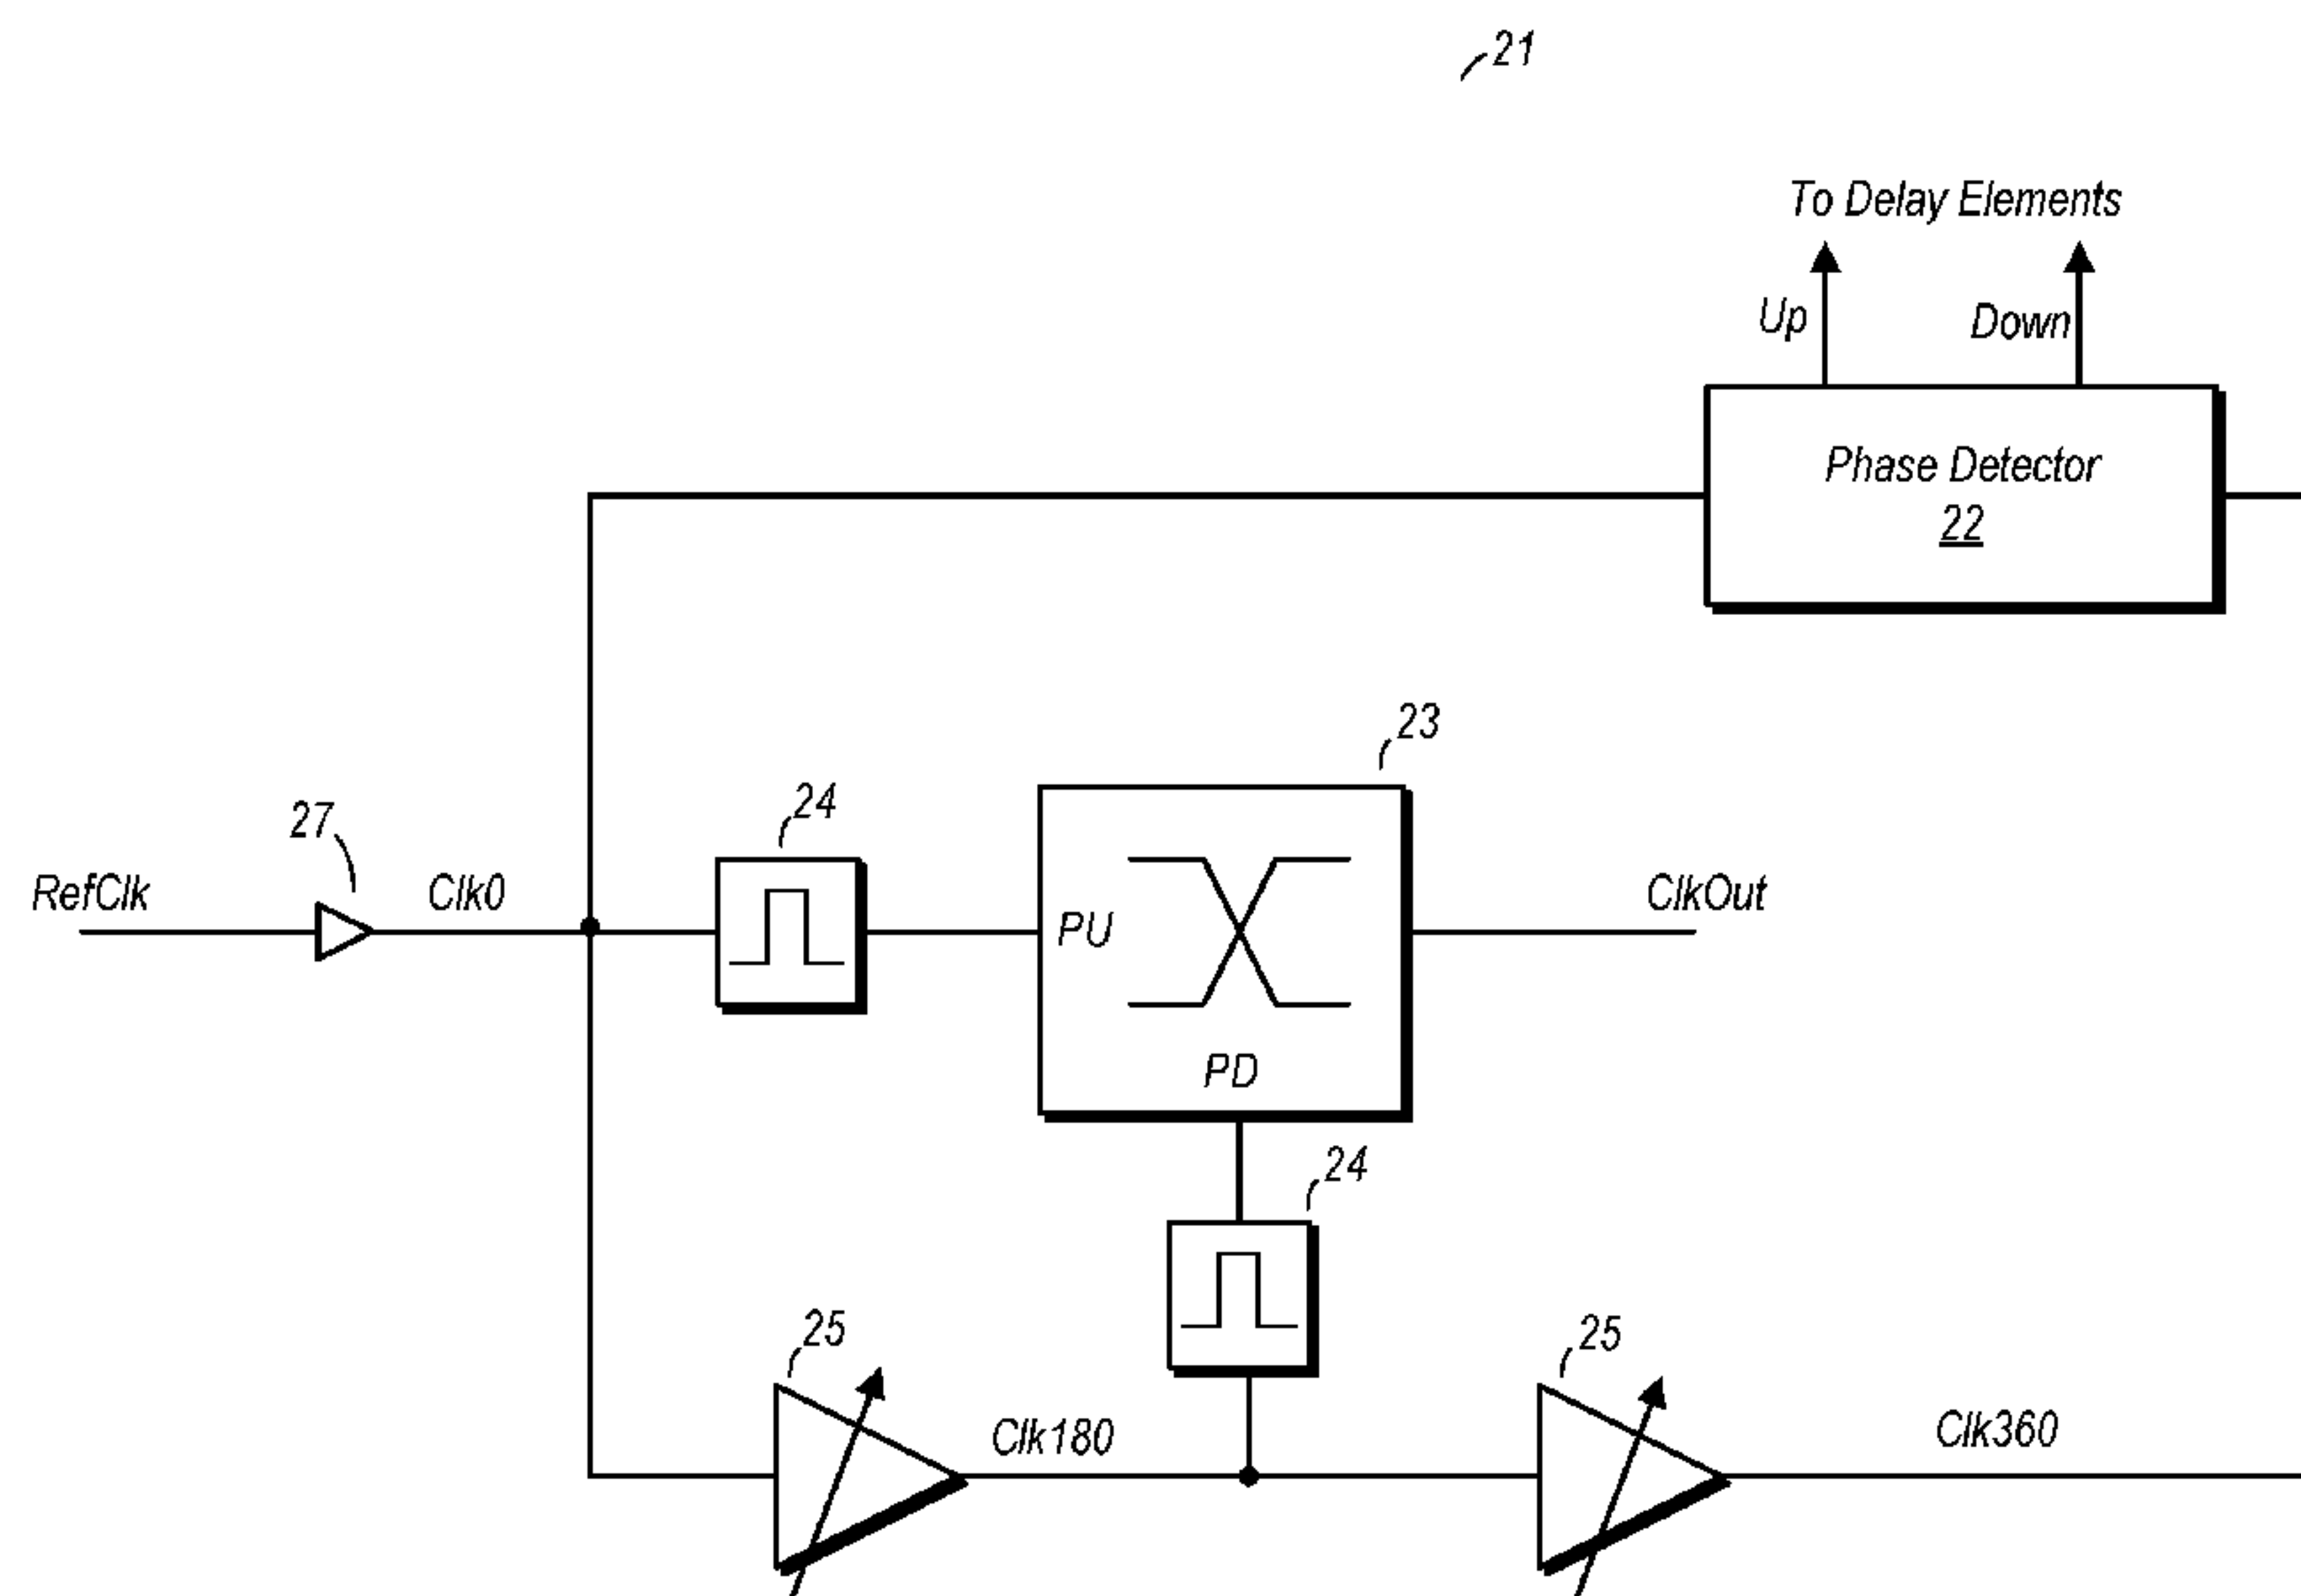 21
To Delay Elements
Up
Down
Phase Detector
22
23
24
27
RefClk
Clk0
PU
ClkOut
PD
24
25
25
Clk180
Clk360